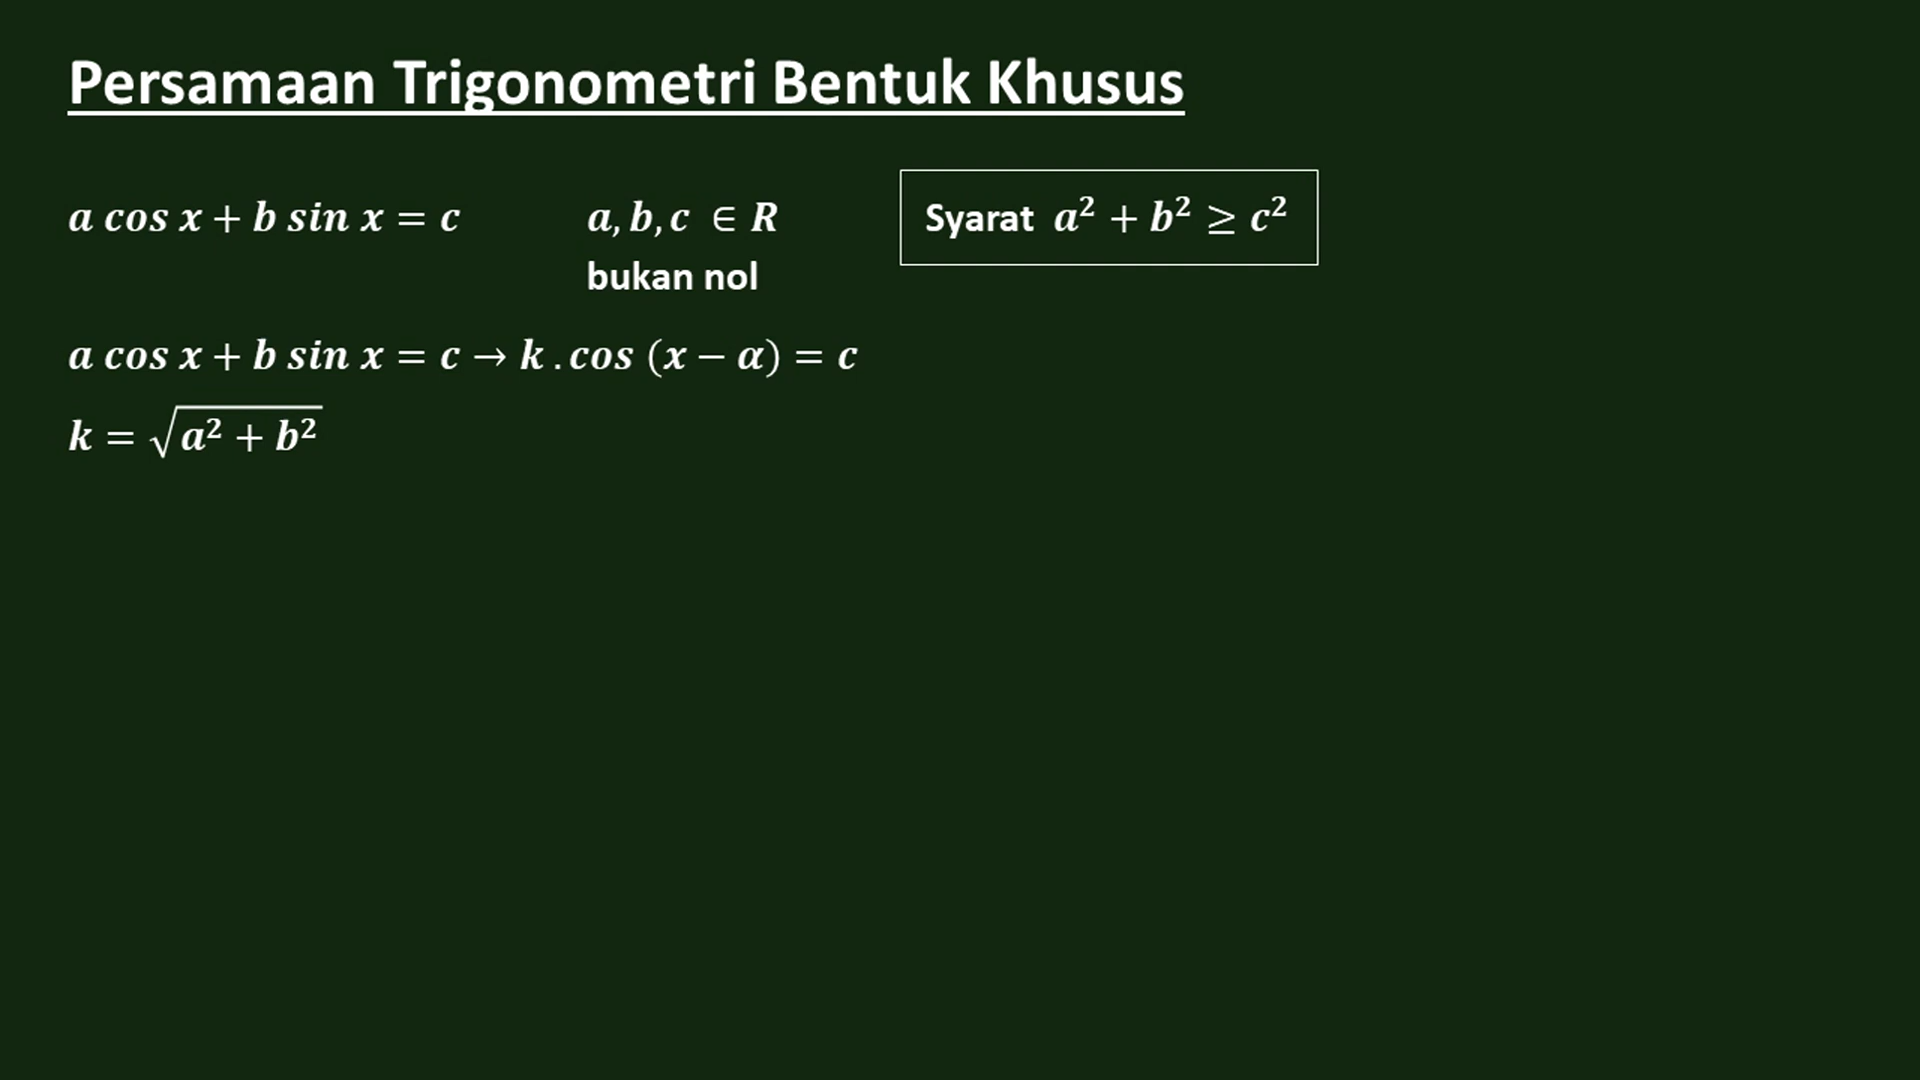 Persamaan Trigonometri Bentuk Khusus
a cos x + b sin x = c a, b, c ∈ R Syarat a² + b² ≥ c²
bukan nol
a cos x + b sin x = c → k . cos (x − α) = c
k = √(a² + b²)